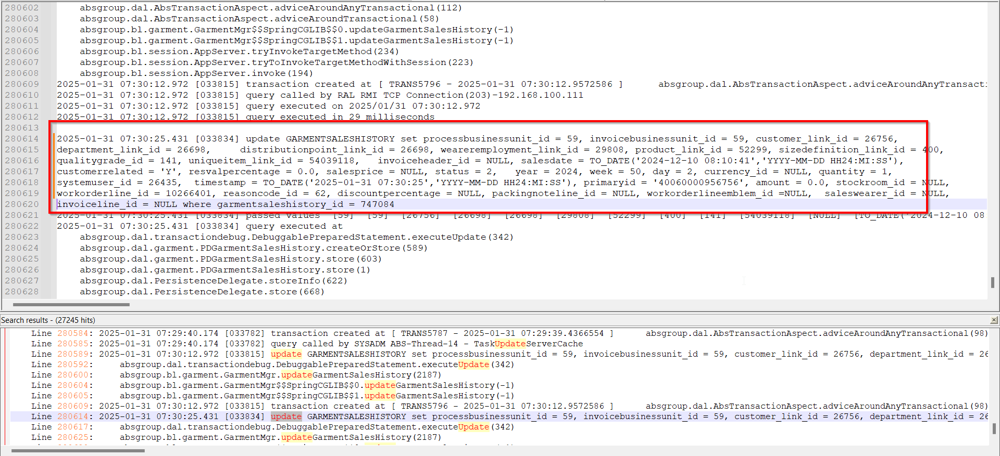 280602 absgroup.dal.AbsTransactionAspect.adviceAroundAnyTransactional(112)
280603 absgroup.dal.AbsTransactionAspect.adviceAroundTransactional(58)
280604 absgroup.bl.garment.GarmentMgr$$SpringCGLIB$$0.updateGarmentSalesHistory(-1)
280605 absgroup.bl.garment.GarmentMgr$$SpringCGLIB$$1.updateGarmentSalesHistory(-1)
280606 absgroup.bl.session.AppServer.tryInvokeTargetMethod(234)
280607 absgroup.bl.session.AppServer.tryToInvokeTargetMethodWithSession(223)
280608 absgroup.bl.session.AppServer.invoke(194)
280609 2025-01-31 07:30:12.972 [033815] transaction created at [ TRANS5796 - 2025-01-31 07:30:12.9572586 ] absgroup.dal.AbsTransactionAspect.adviceAroundAnyTransacti
280610 2025-01-31 07:30:12.972 [033815] query called by RAL RMI TCP Connection(203)-192.168.100.111
280611 2025-01-31 07:30:12.972 [033815] query executed on 2025/01/31 07:30:12.972
280612 2025-01-31 07:30:12.972 [033815] query executed in 29 milliseconds
280613
280614 2025-01-31 07:30:25.431 [033834] update GARMENTSALESHISTORY set processbusinessunit_id = 59, invoicebusinessunit_id = 59, customer_link_id = 26756,
280615 department_link_id = 26698, distributionpoint_link_id = 26698, weareremployment_link_id = 29808, product_link_id = 52299, sizedefinition_link_id = 400,
280616 qualitygrade_id = 141, uniqueitem_link_id = 54039118, invoiceheader_id = NULL, salesdate = TO_DATE('2024-12-10 08:10:41','YYYY-MM-DD HH24:MI:SS'),
280617 customerrelated = 'Y', resvalpercentage = 0.0, salesprice = NULL, status = 2, year = 2024, week = 50, day = 2, currency_id = NULL, quantity = 1,
280618 systemuser_id = 26435, timestamp = TO_DATE('2025-01-31 07:30:25','YYYY-MM-DD HH24:MI:SS'), primaryid = '40060000956756', amount = 0.0, stockroom_id = NULL,
280619 workorderline_id = 10266401, reasoncode_id = 62, discountpercentage = NULL, packingnoteline_id = NULL, workorderlineemblem_id =NULL, saleswearer_id = NULL,
280620 invoiceline_id = NULL where garmentsaleshistory_id = 747084
280621 2025-01-31 07:30:25.431 [033834] passed values [59] [59] [26756] [26698] [26698] [29808] [52299] [400] [141] [54039118] [NULL] [TO_DATE('2024-12-10 08
280622 2025-01-31 07:30:25.431 [033834] query executed at
280623 absgroup.dal.transactiondebug.DebuggablePreparedStatement.executeUpdate(342)
280624 absgroup.dal.garment.PDGarmentSalesHistory.createOrStore(589)
280625 absgroup.dal.garment.PDGarmentSalesHistory.store(603)
280626 absgroup.dal.garment.PDGarmentSalesHistory.store(1)
280627 absgroup.dal.PersistenceDelegate.storeInfo(622)
280628 absgroup.dal.PersistenceDelegate.store(668)
Search results - (27245 hits)
Line 280584: 2025-01-31 07:29:40.174 [033782] transaction created at [ TRANS5787 - 2025-01-31 07:29:39.4366554 ] absgroup.dal.AbsTransactionAspect.adviceAroundAnyTransactional(98)
Line 280585: 2025-01-31 07:29:40.174 [033782] query called by SYSADM ABS-Thread-14 - TaskUpdateServerCache
Line 280589: 2025-01-31 07:30:12.972 [033815] update GARMENTSALESHISTORY set processbusinessunit_id = 59, invoicebusinessunit_id = 59, customer_link_id = 26756, department_link_id = 26
Line 280592: absgroup.dal.transactiondebug.DebuggablePreparedStatement.executeUpdate(342)
Line 280600: absgroup.bl.garment.GarmentMgr.updateGarmentSalesHistory(2187)
Line 280604: absgroup.bl.garment.GarmentMgr$$SpringCGLIB$$0.updateGarmentSalesHistory(-1)
Line 280605: absgroup.bl.garment.GarmentMgr$$SpringCGLIB$$1.updateGarmentSalesHistory(-1)
Line 280609: 2025-01-31 07:30:12.972 [033815] transaction created at [ TRANS5796 - 2025-01-31 07:30:12.9572586 ] absgroup.dal.AbsTransactionAspect.adviceAroundAnyTransactional(98)
Line 280614: 2025-01-31 07:30:25.431 [033834] update GARMENTSALESHISTORY set processbusinessunit_id = 59, invoicebusinessunit_id = 59, customer_link_id = 26756, department_link_id = 26
Line 280617: absgroup.dal.transactiondebug.DebuggablePreparedStatement.executeUpdate(342)
Line 280625: absgroup.bl.garment.GarmentMgr.updateGarmentSalesHistory(2187)